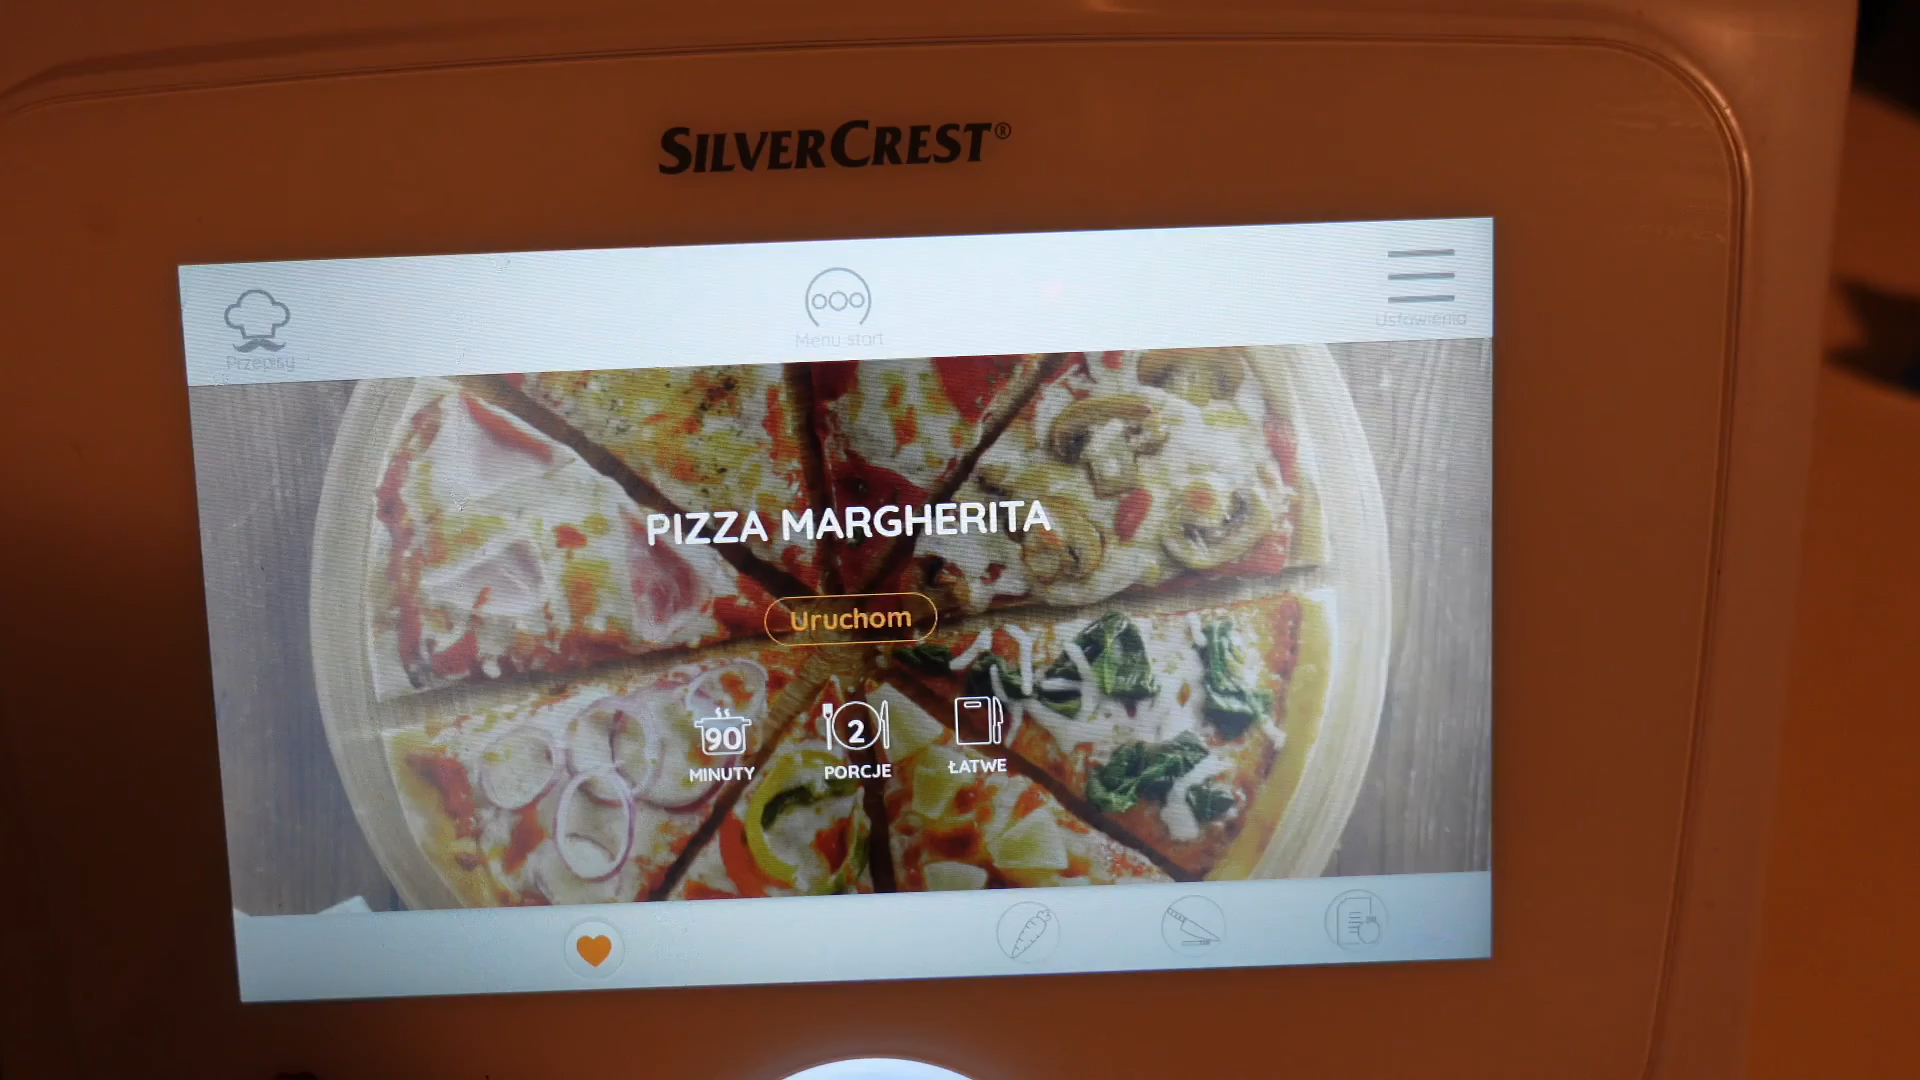 SILVERCREST®
Przepisy
Menu start
Ustawienia
PIZZA MARGHERITA
Uruchom
90
MINUTY
2
PORCJE
ŁATWE